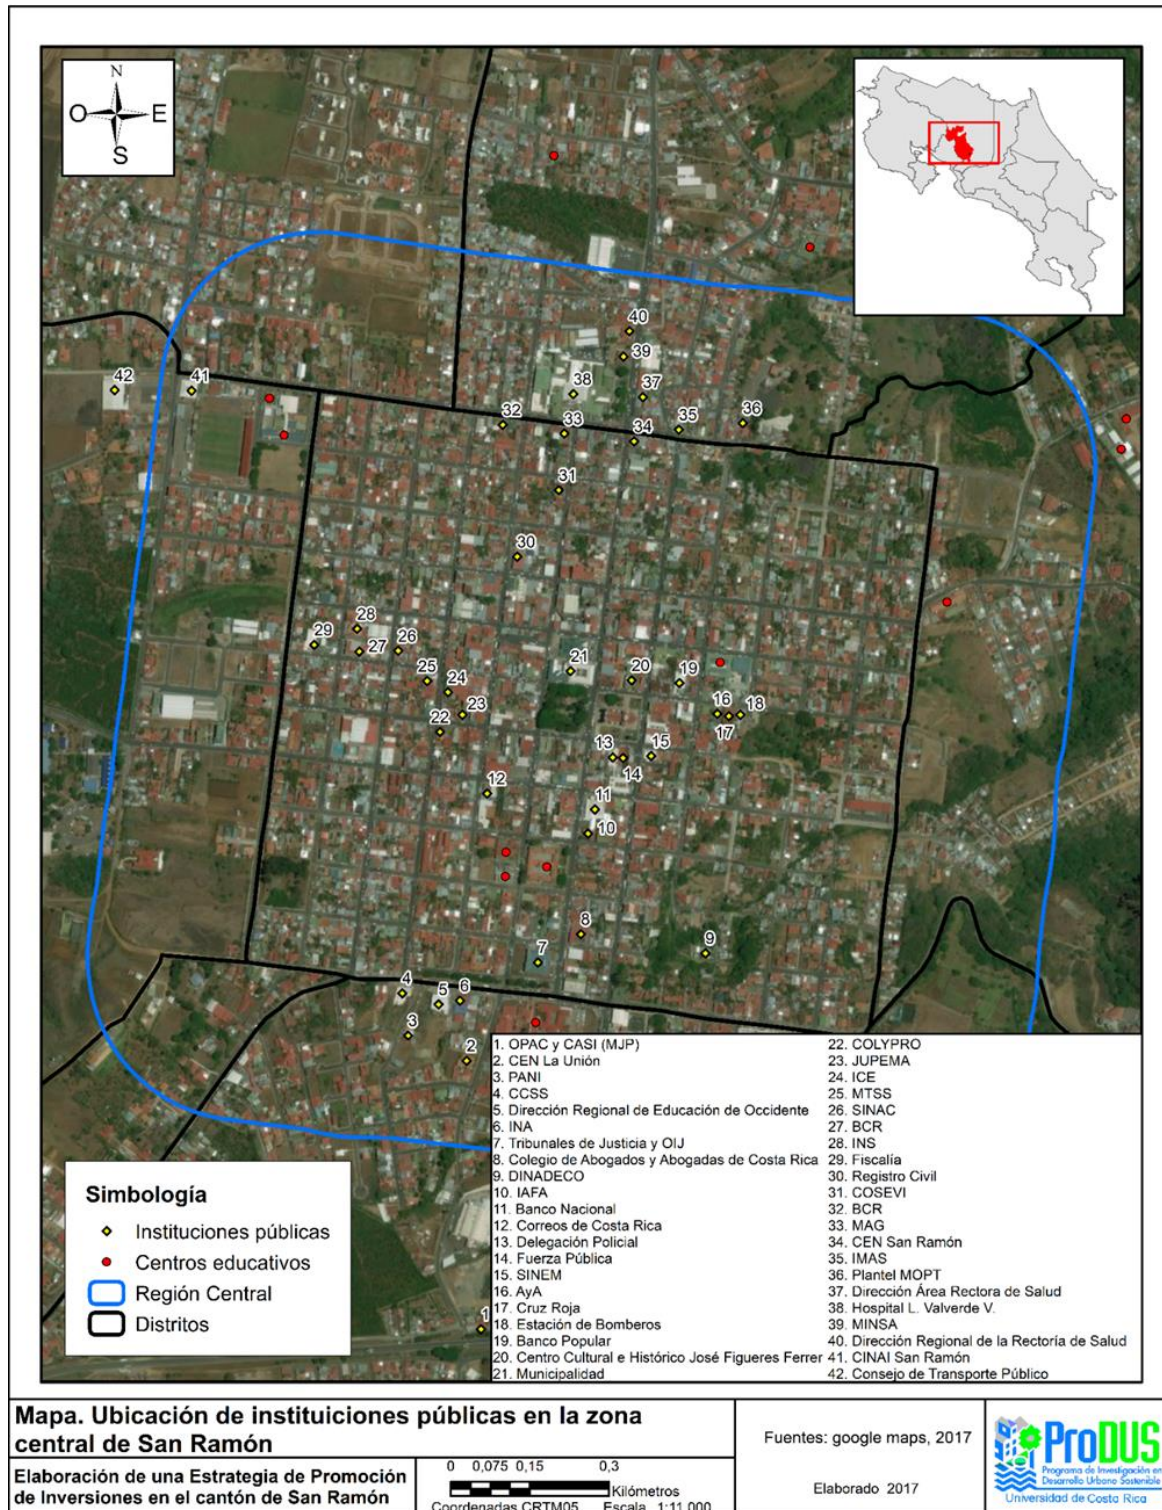 N
O
E
S
40
39
42
41
38
37
32
33
34
35
36
31
30
28
29
27
26
21
25
24
20
19
23
22
16
18
17
13
15
14
12
11
10
8
7
9
4
5
6
3
2
1
1. OPAC y CASI (MJP)
2. CEN La Unión
3. PANI
4. CCSS
5. Dirección Regional de Educación de Occidente
6. INA
7. Tribunales de Justicia y OIJ
8. Colegio de Abogados y Abogadas de Costa Rica
9. DINADECO
10. IAFA
11. Banco Nacional
12. Correos de Costa Rica
13. Delegación Policial
14. Fuerza Pública
15. SINEM
16. AyA
17. Cruz Roja
18. Estación de Bomberos
19. Banco Popular
20. Centro Cultural e Histórico José Figueres Ferrer
21. Municipalidad
22. COLYPRO
23. JUPEMA
24. ICE
25. MTSS
26. SINAC
27. BCR
28. INS
29. Fiscalía
30. Registro Civil
31. COSEVI
32. BCR
33. MAG
34. CEN San Ramón
35. IMAS
36. Plantel MOPT
37. Dirección Área Rectora de Salud
38. Hospital L. Valverde V.
39. MINSA
40. Dirección Regional de la Rectoría de Salud
41. CINAI San Ramón
42. Consejo de Transporte Público
Simbología
Instituciones públicas
Centros educativos
Región Central
Distritos
Mapa. Ubicación de instituiciones públicas en la zona
central de San Ramón
Elaboración de una Estrategia de Promoción
de Inversiones en el cantón de San Ramón
0 0,075 0,15 0,3
Kilómetros
Coordenadas CRTM05 Escala 1:11 000
Fuentes: google maps, 2017
Elaborado 2017
ProDUS
Programa de Investigación en
Desarrollo Urbano Sostenible
Universidad de Costa Rica